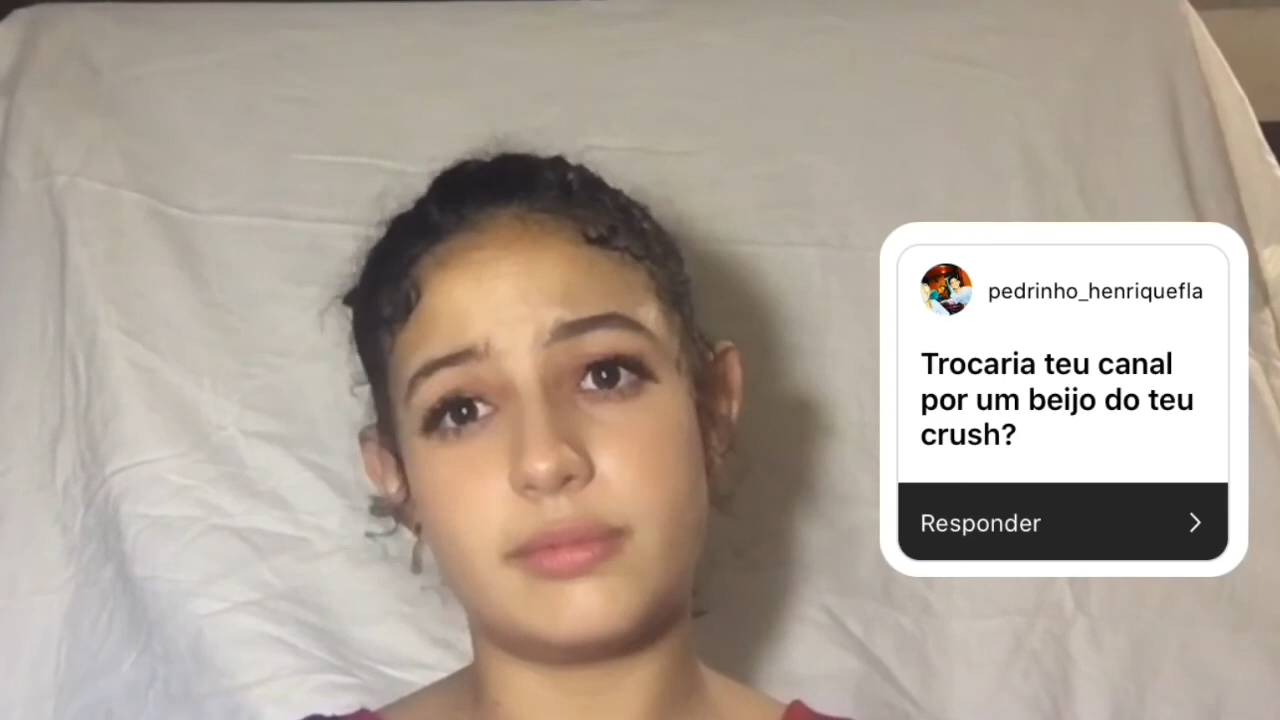 pedrinho_henriquefla
Trocaria teu canal
por um beijo do teu
crush?
Responder